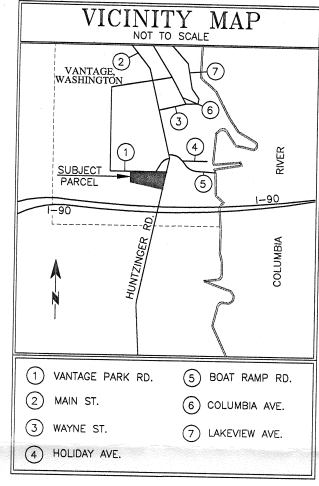 VICINITY MAP
NOT TO SCALE
2
VANTAGE,
WASHINGTON
7
6
3
1
4
SUBJECT
PARCEL
5
RIVER
I-90
I-90
HUNTZINGER RD.
COLUMBIA
N
1 VANTAGE PARK RD.
2 MAIN ST.
3 WAYNE ST.
4 HOLIDAY AVE.
5 BOAT RAMP RD.
6 COLUMBIA AVE.
7 LAKEVIEW AVE.